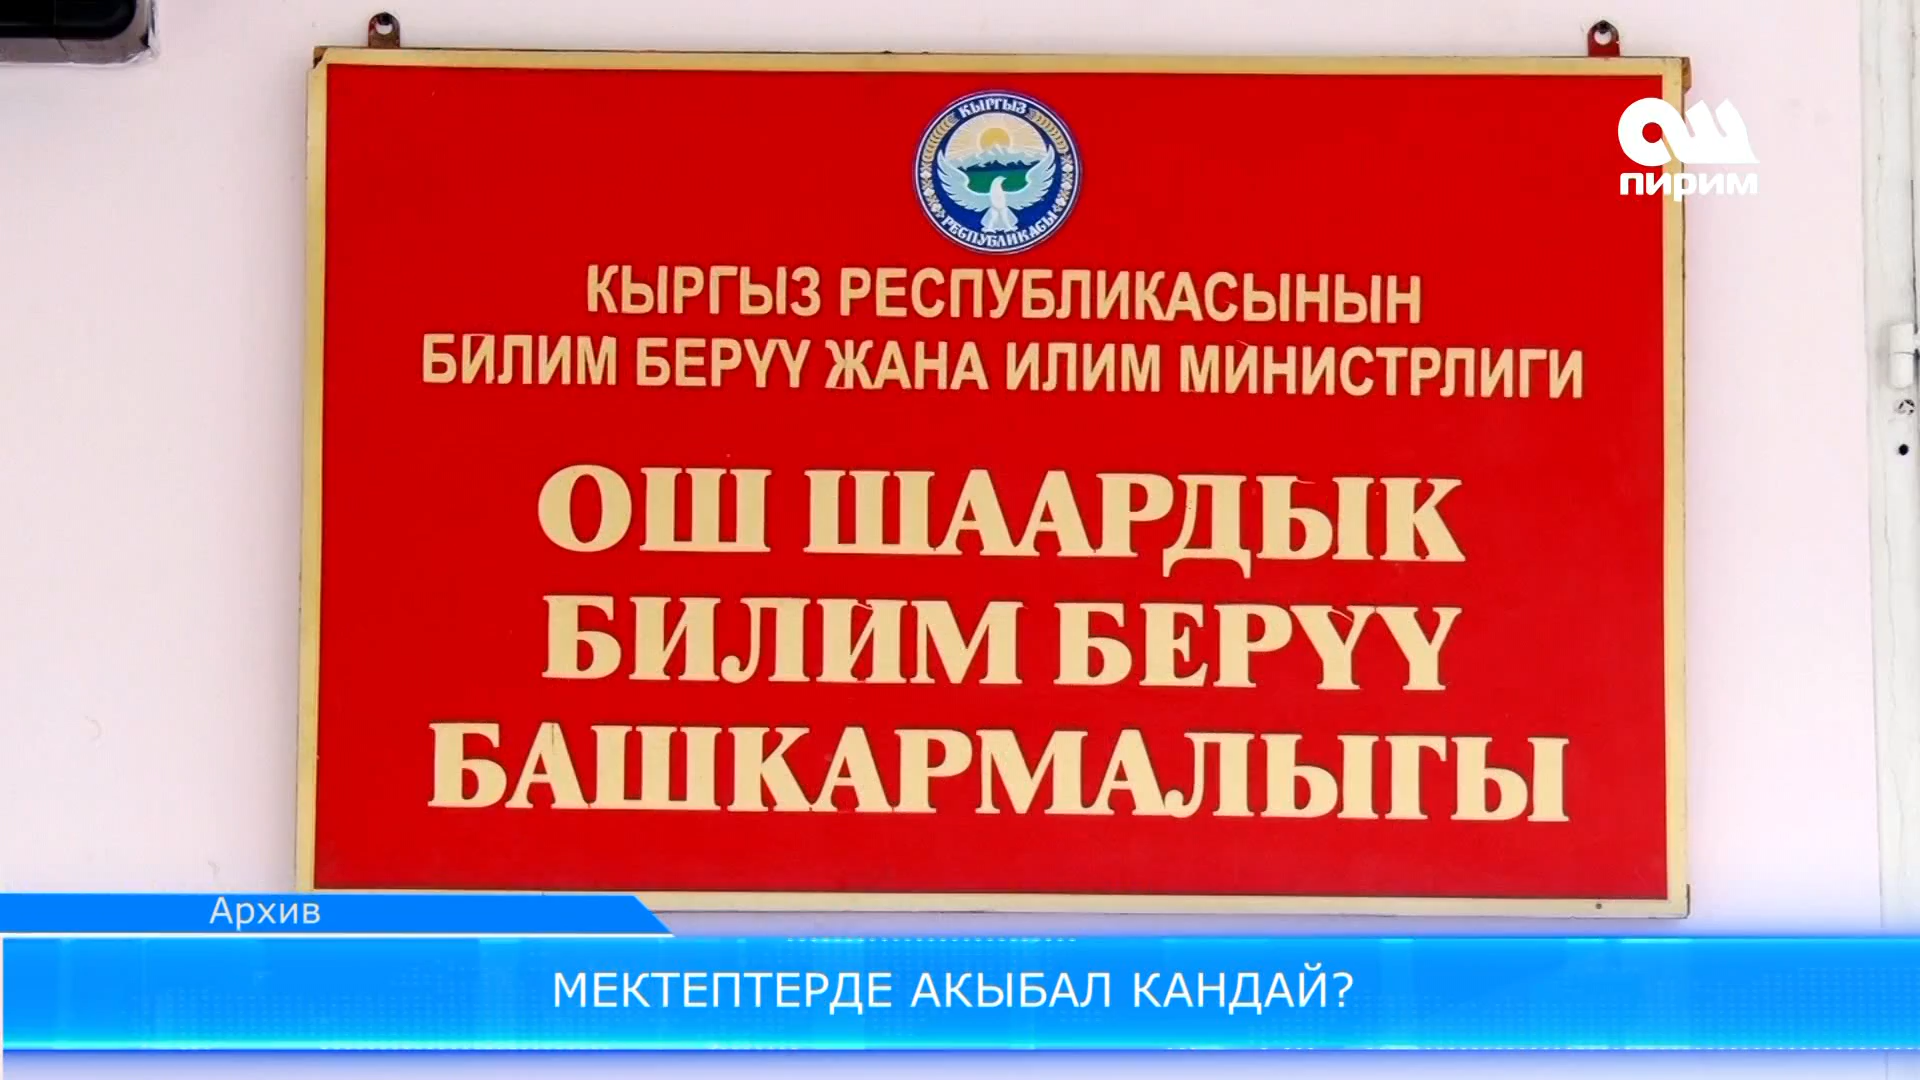 ОШ
ПИРИМ
КЫРГЫЗ
РЕСПУБЛИКАСЫ
КЫРГЫЗ РЕСПУБЛИКАСЫНЫН
БИЛИМ БЕРҮҮ ЖАНА ИЛИМ МИНИСТРЛИГИ
ОШ ШААРДЫК
БИЛИМ БЕРҮҮ
БАШКАРМАЛЫГЫ
Архив
МЕКТЕПТЕРДЕ АКЫБАЛ КАНДАЙ?